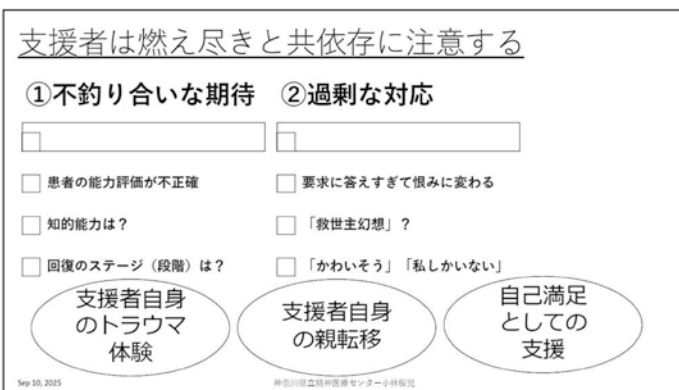 支援者は燃え尽きと共依存に注意する
①不釣り合いな期待
患者の能力評価が不正確
知的能力は？
回復のステージ（段階）は？
②過剰な対応
要求に答えすぎて恨みに変わる
「救世主幻想」？
「かわいそう」「私しかいない」
支援者自身
のトラウマ
体験
支援者自身
の親転移
自己満足
としての
支援
Sep 10, 2025
神奈川県立精神医療センター小林桜児